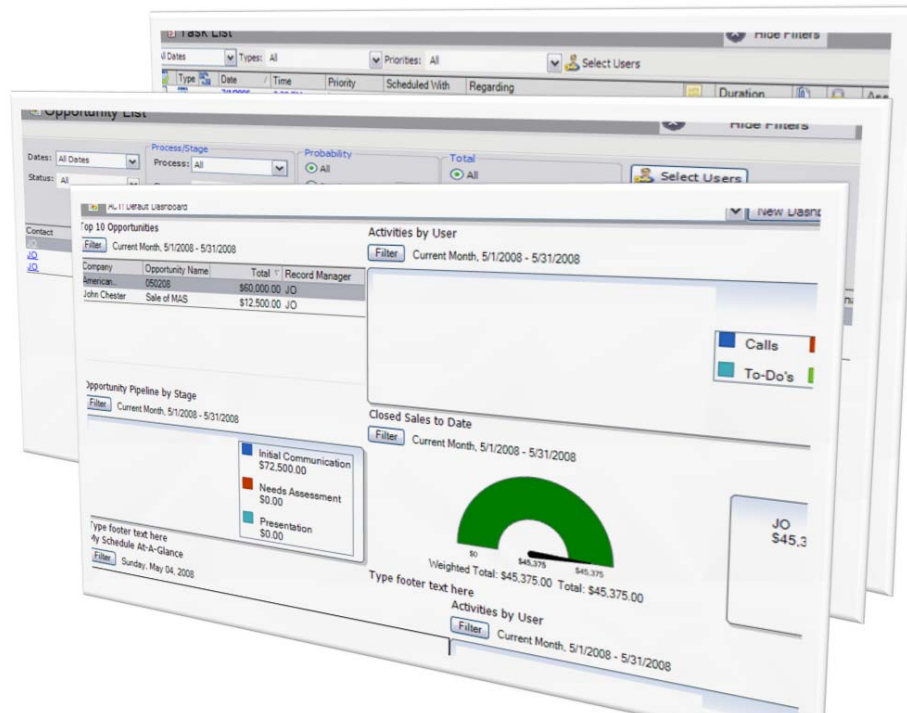 Task List
Hide Filters
All Dates Types: All Priorities: All Select Users
Type Date Time Priority Scheduled With Regarding Duration
Opportunity List
Hide Filters
Dates: All Dates
Status: All
Process/Stage
Process: All
Probability
All
Total
All
Select Users
Contact
JO
JO
JO
ACT! Default Dashboard
New Dashb
Top 10 Opportunities
Filter Current Month, 5/1/2008 - 5/31/2008
Company Opportunity Name Total Record Manager
American.. 050208 $60,000.00 JO
John Chester Sale of MAS $12,500.00 JO
Activities by User
Filter Current Month, 5/1/2008 - 5/31/2008
Calls
To-Do's
Opportunity Pipeline by Stage
Filter Current Month, 5/1/2008 - 5/31/2008
Initial Communication
$72,500.00
Needs Assessment
$0.00
Presentation
$0.00
Type footer text here
Closed Sales to Date
Filter Current Month, 5/1/2008 - 5/31/2008
$0 $45,375 $45,375
Weighted Total: $45,375.00 Total: $45,375.00
JO
$45,3
Type footer text here
My Schedule At-A-Glance
Filter Sunday, May 04, 2008
Activities by User
Filter Current Month, 5/1/2008 - 5/31/2008